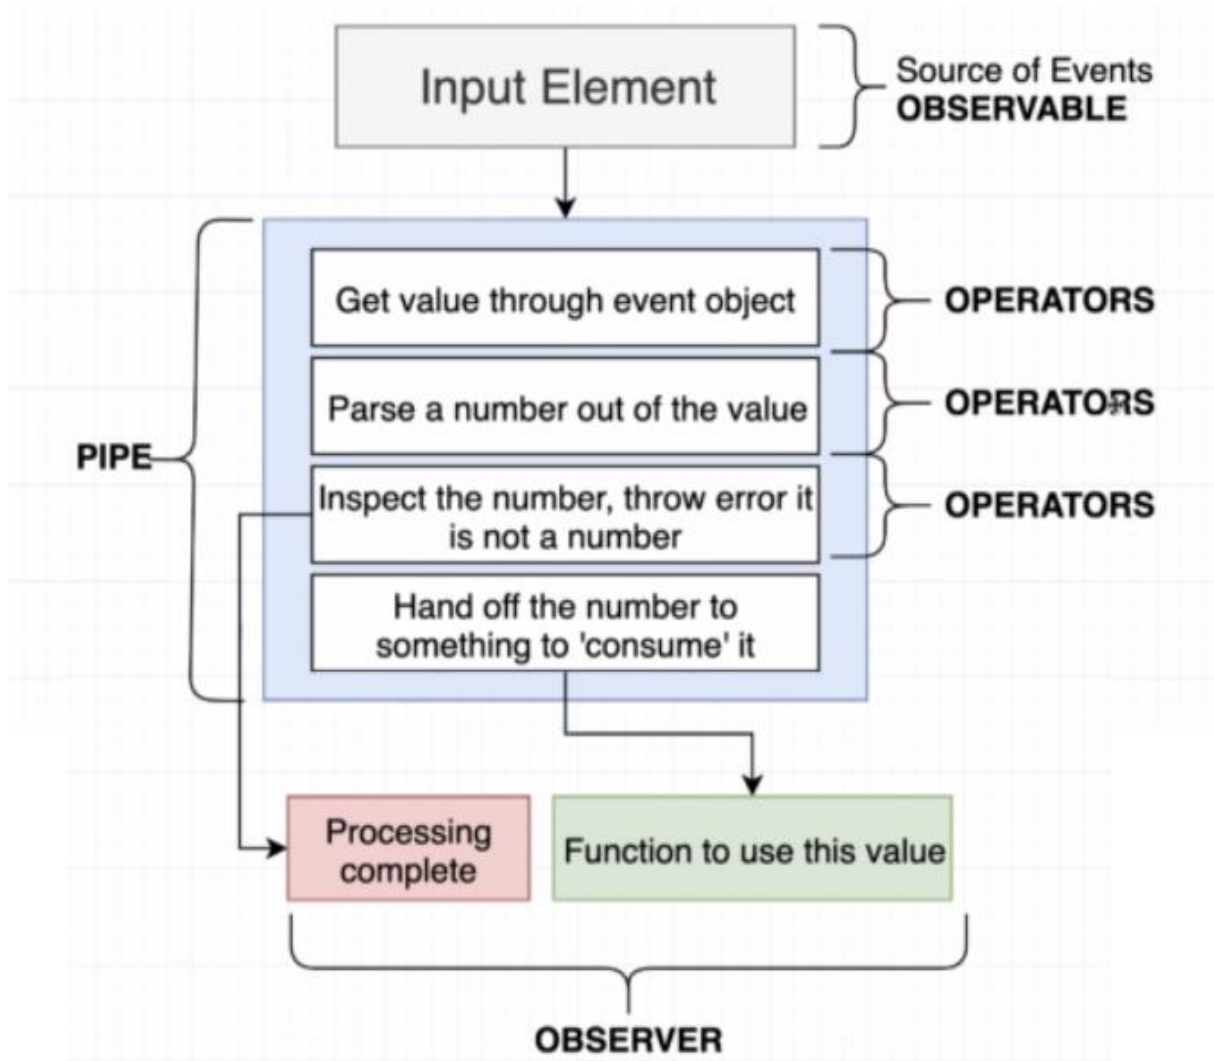 Input Element
Source of Events
OBSERVABLE
Get value through event object
OPERATORS
Parse a number out of the value
OPERATORS
PIPE
Inspect the number, throw error it
is not a number
OPERATORS
Hand off the number to
something to 'consume' it
Processing
complete
Function to use this value
OBSERVER